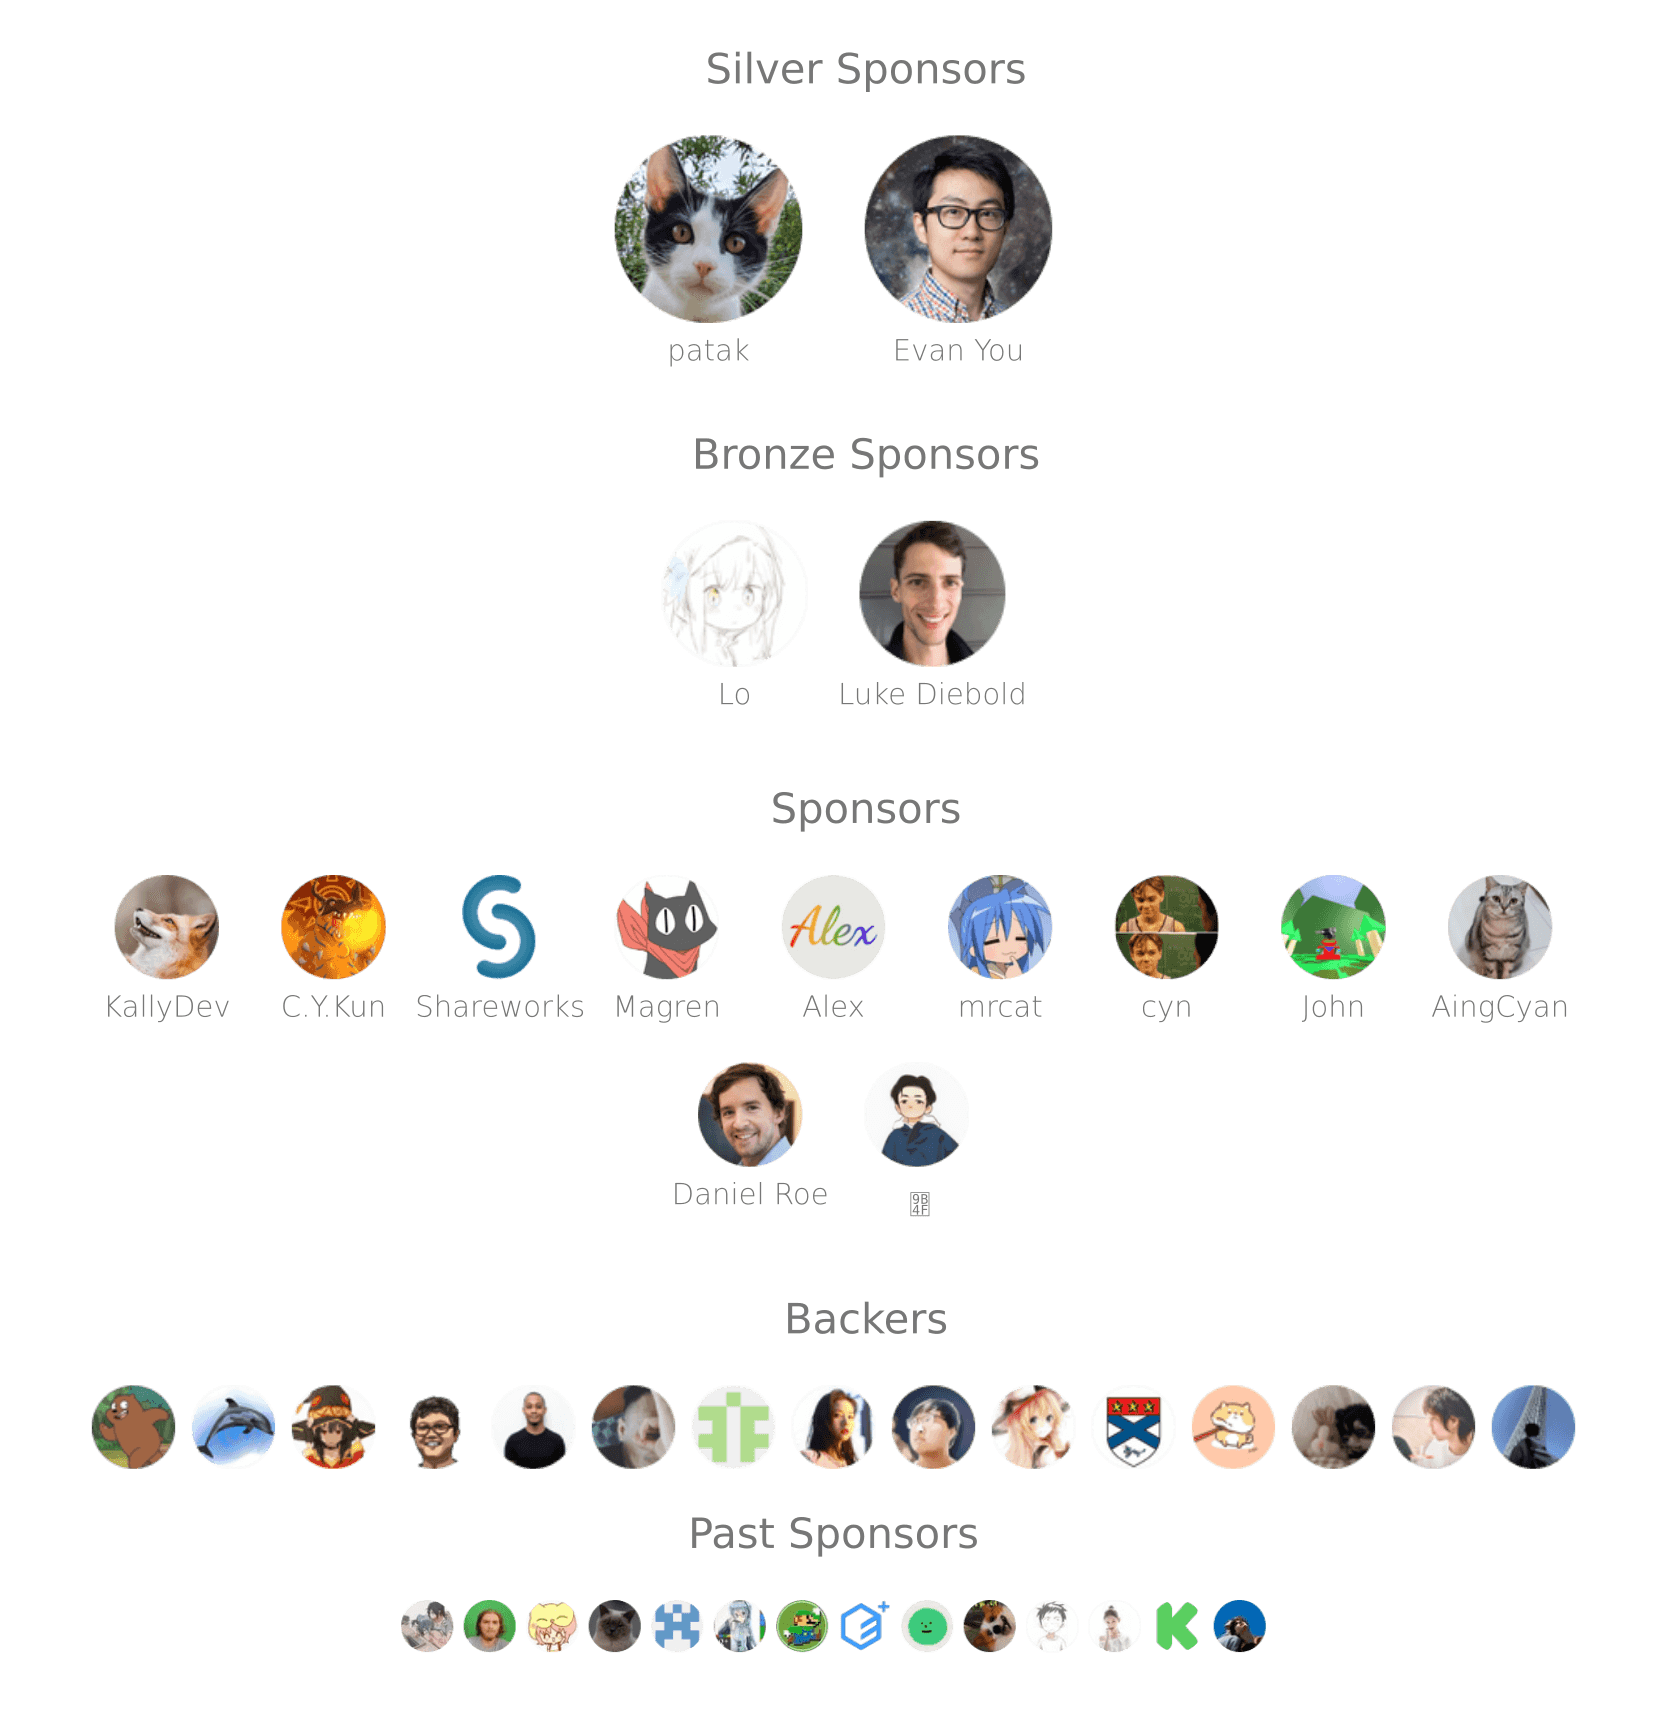 Silver Sponsors
patak Evan You
Bronze Sponsors
Lo Luke Diebold
Sponsors
Alex
KallyDev C.Y.Kun Shareworks Magren Alex mrcat cyn John AingCyan
Daniel Roe
Backers
Past Sponsors